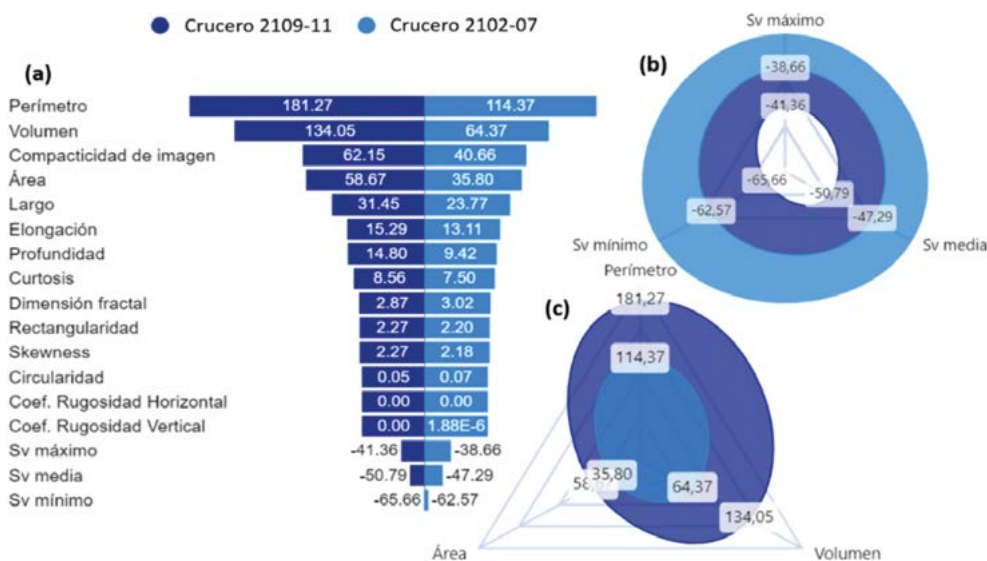 Crucero 2109-11 Crucero 2102-07
(a)
Perímetro 181.27 114.37
Volumen 134.05 64.37
Compacticidad de imagen 62.15 40.66
Área 58.67 35.80
Largo 31.45 23.77
Elongación 15.29 13.11
Profundidad 14.80 9.42
Curtosis 8.56 7.50
Dimensión fractal 2.87 3.02
Rectangularidad 2.27 2.20
Skewness 2.27 2.18
Circularidad 0.05 0.07
Coef. Rugosidad Horizontal 0.00 0.00
Coef. Rugosidad Vertical 0.00 1.88E-6
Sv máximo -41.36 -38.66
Sv media -50.79 -47.29
Sv mínimo -65.66 -62.57
(b)
Sv máximo
-38,66
-41,36
-65,66
-50,79
-62,57
-47,29
Sv mínimo
Sv media
(c)
Perímetro
181,27
114,37
35,80
64,37
134,05
Área
Volumen